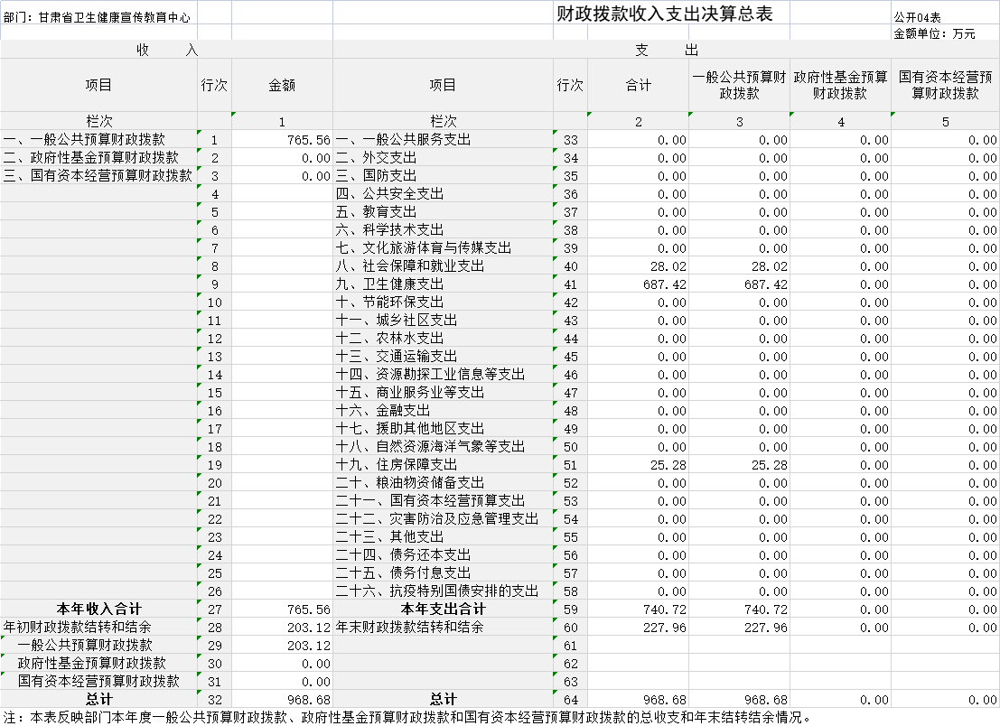 财政拨款收入支出决算总表
部门：甘肃省卫生健康宣传教育中心 公开04表
金额单位：万元
收 入 支 出
项目 行次 金额 项目 行次 合计 一般公共预算财政拨款 政府性基金预算财政拨款 国有资本经营预算财政拨款
栏次 1 栏次 2 3 4 5
一、一般公共预算财政拨款 1 765.56 一、一般公共服务支出 33 0.00 0.00 0.00 0.00
二、政府性基金预算财政拨款 2 0.00 二、外交支出 34 0.00 0.00 0.00 0.00
三、国有资本经营预算财政拨款 3 0.00 三、国防支出 35 0.00 0.00 0.00 0.00
4 四、公共安全支出 36 0.00 0.00 0.00 0.00
5 五、教育支出 37 0.00 0.00 0.00 0.00
6 六、科学技术支出 38 0.00 0.00 0.00 0.00
7 七、文化旅游体育与传媒支出 39 0.00 0.00 0.00 0.00
8 八、社会保障和就业支出 40 28.02 28.02 0.00 0.00
9 九、卫生健康支出 41 687.42 687.42 0.00 0.00
10 十、节能环保支出 42 0.00 0.00 0.00 0.00
11 十一、城乡社区支出 43 0.00 0.00 0.00 0.00
12 十二、农林水支出 44 0.00 0.00 0.00 0.00
13 十三、交通运输支出 45 0.00 0.00 0.00 0.00
14 十四、资源勘探工业信息等支出 46 0.00 0.00 0.00 0.00
15 十五、商业服务业等支出 47 0.00 0.00 0.00 0.00
16 十六、金融支出 48 0.00 0.00 0.00 0.00
17 十七、援助其他地区支出 49 0.00 0.00 0.00 0.00
18 十八、自然资源海洋气象等支出 50 0.00 0.00 0.00 0.00
19 十九、住房保障支出 51 25.28 25.28 0.00 0.00
20 二十、粮油物资储备支出 52 0.00 0.00 0.00 0.00
21 二十一、国有资本经营预算支出 53 0.00 0.00 0.00 0.00
22 二十二、灾害防治及应急管理支出 54 0.00 0.00 0.00 0.00
23 二十三、其他支出 55 0.00 0.00 0.00 0.00
24 二十四、债务还本支出 56 0.00 0.00 0.00 0.00
25 二十五、债务付息支出 57 0.00 0.00 0.00 0.00
26 二十六、抗疫特别国债安排的支出 58 0.00 0.00 0.00 0.00
本年收入合计 27 765.56 本年支出合计 59 740.72 740.72 0.00 0.00
年初财政拨款结转和结余 28 203.12 年末财政拨款结转和结余 60 227.96 227.96 0.00 0.00
一般公共预算财政拨款 29 203.12 61
政府性基金预算财政拨款 30 0.00 62
国有资本经营预算财政拨款 31 0.00 63
总计 32 968.68 总计 64 968.68 968.68 0.00 0.00
注：本表反映部门本年度一般公共预算财政拨款、政府性基金预算财政拨款和国有资本经营预算财政拨款的总收支和年末结转结余情况。